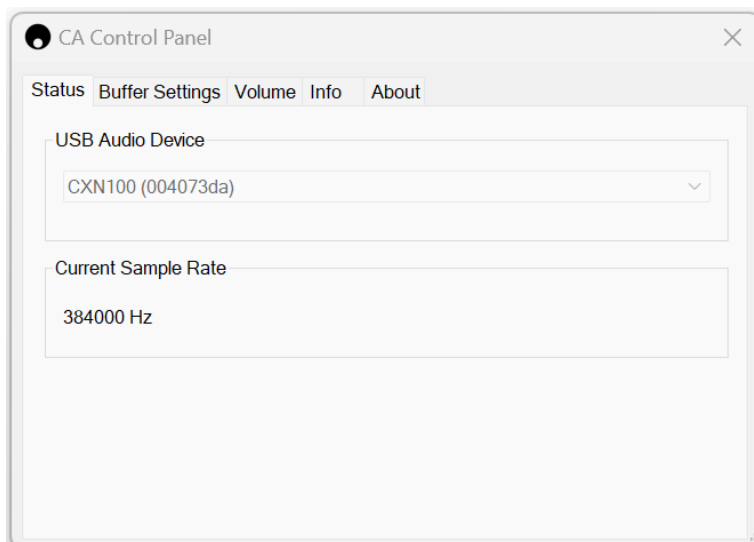 CA Control Panel
Status Buffer Settings Volume Info About
USB Audio Device
CXN100 (004073da)
Current Sample Rate
384000 Hz